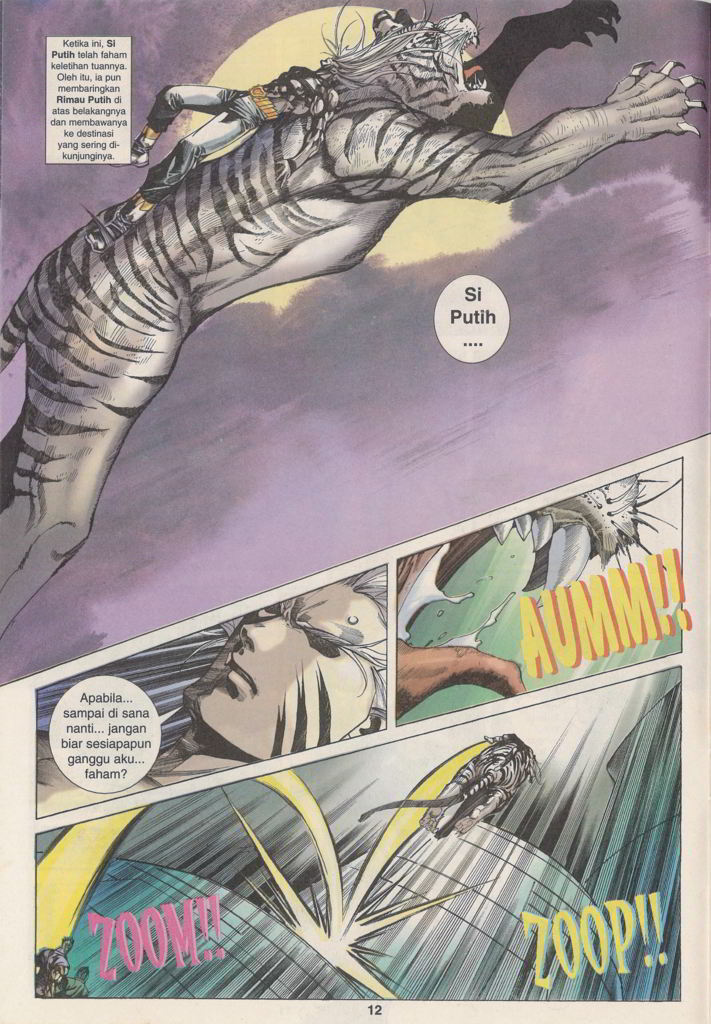 Ketika ini, Si
Putih telah faham
keletihan tuannya.
Oleh itu, ia pun
membaringkan
Rimau Putih di
atas belakangnya
dan membawanya
ke destinasi
yang sering di-
kunjunginya.
Si
Putih
....
AUMM!!
Apabila...
sampai di sana
nanti... jangan
biar sesiapapun
ganggu aku...
faham?
ZOOM!!
ZOOP!!
12